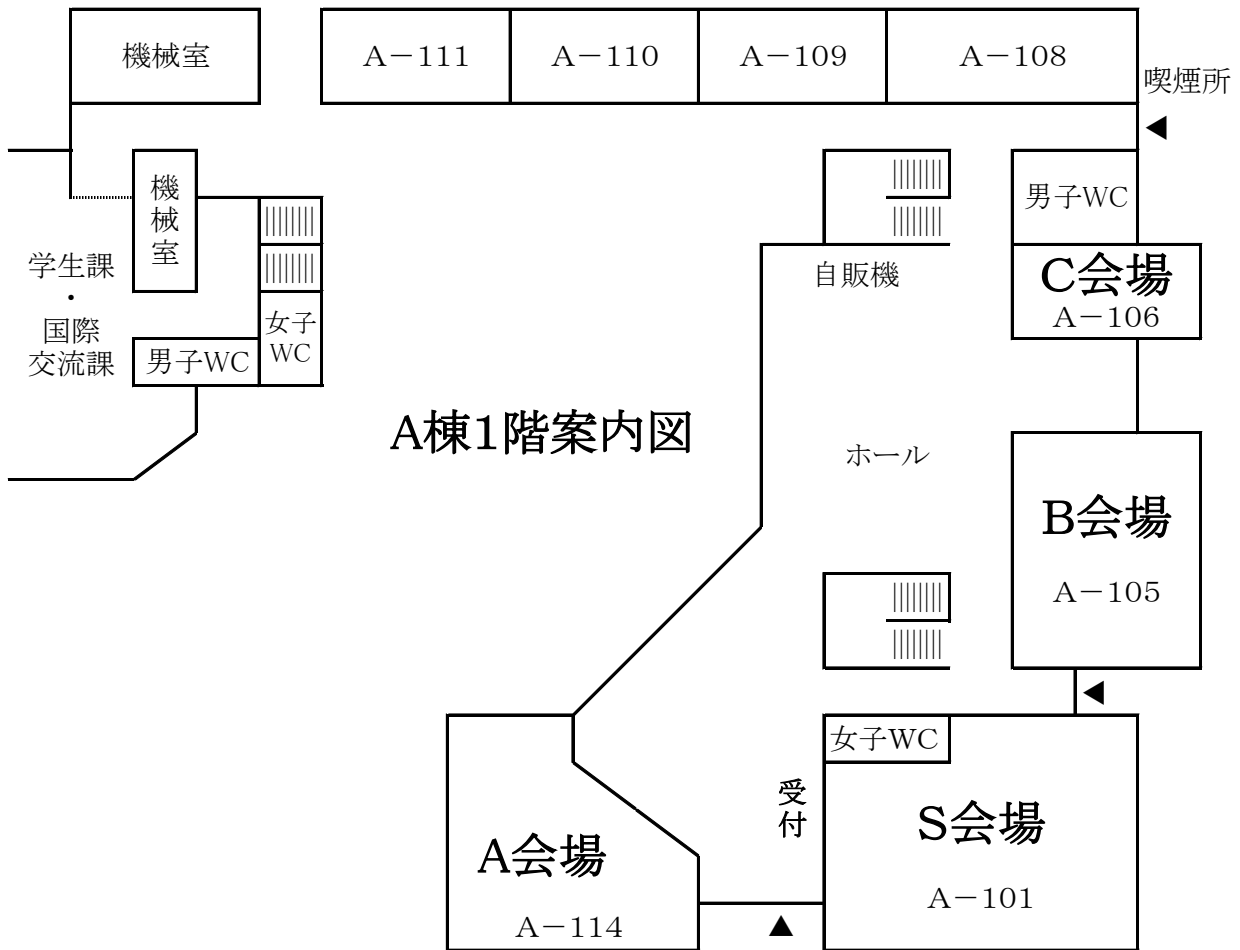 機械室
A－111
A－110
A－109
A－108
喫煙所
機械室
学生課
・
国際
交流課
男子WC
女子
WC
男子WC
C会場
A－106
自販機
A棟1階案内図
ホール
B会場
A－105
女子WC
受付
S会場
A－101
A会場
A－114